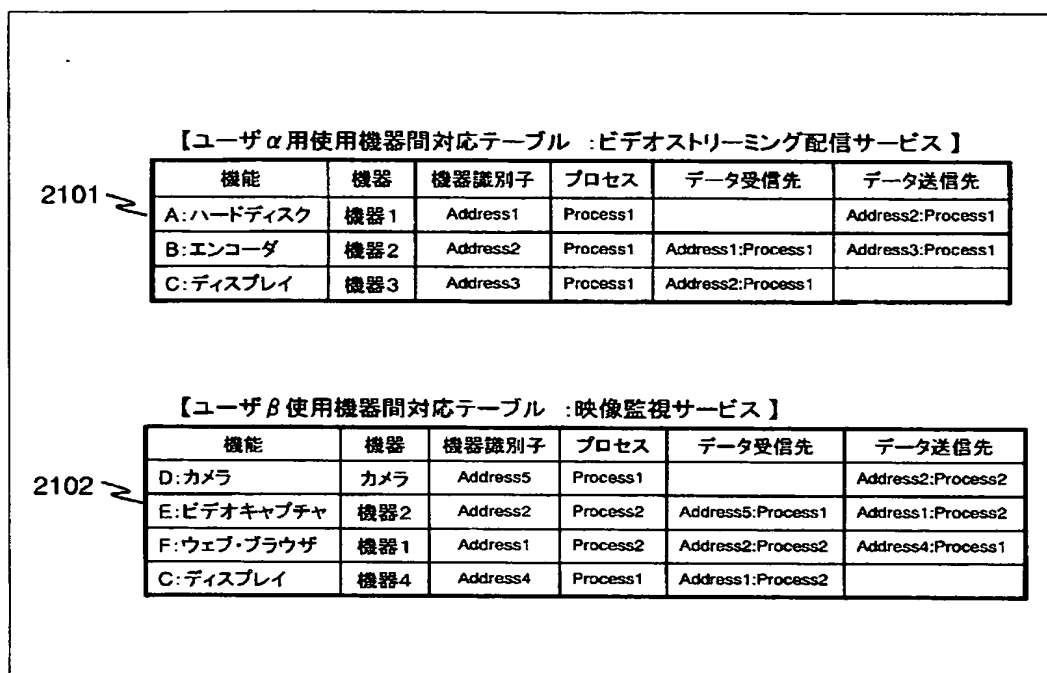 【ユーザα用使用機器間対応テーブル :ビデオストリーミング配信サービス】
2101
機能 機器 機器識別子 プロセス データ受信先 データ送信先
A:ハードディスク 機器1 Address1 Process1 Address2:Process1
B:エンコーダ 機器2 Address2 Process1 Address1:Process1 Address3:Process1
C:ディスプレイ 機器3 Address3 Process1 Address2:Process1
【ユーザβ使用機器間対応テーブル :映像監視サービス】
2102
機能 機器 機器識別子 プロセス データ受信先 データ送信先
D:カメラ カメラ Address5 Process1 Address2:Process2
E:ビデオキャプチャ 機器2 Address2 Process2 Address5:Process1 Address1:Process2
F:ウェブ・ブラウザ 機器1 Address1 Process2 Address2:Process2 Address4:Process1
C:ディスプレイ 機器4 Address4 Process1 Address1:Process2